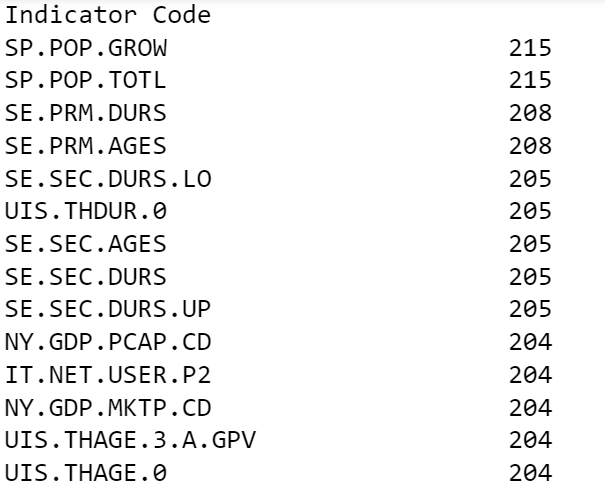 Indicator Code
SP.POP.GROW 215
SP.POP.TOTL 215
SE.PRM.DURS 208
SE.PRM.AGES 208
SE.SEC.DURS.LO 205
UIS.THDUR.0 205
SE.SEC.AGES 205
SE.SEC.DURS 205
SE.SEC.DURS.UP 205
NY.GDP.PCAP.CD 204
IT.NET.USER.P2 204
NY.GDP.MKTP.CD 204
UIS.THAGE.3.A.GPV 204
UIS.THAGE.0 204